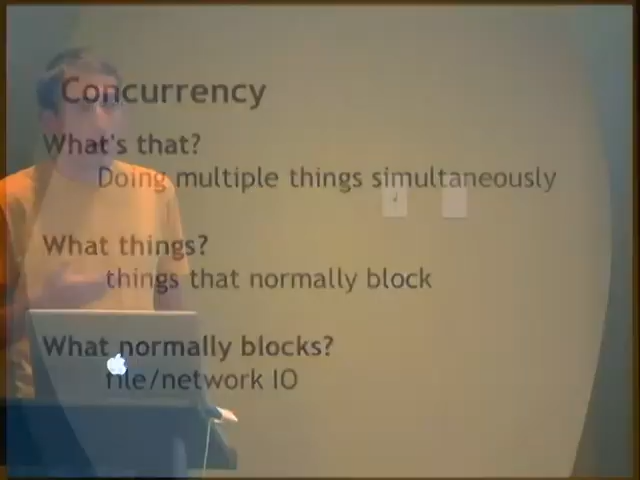 Concurrency
What's that?
Doing multiple things simultaneously
What things?
things that normally block
What normally blocks?
file/network IO